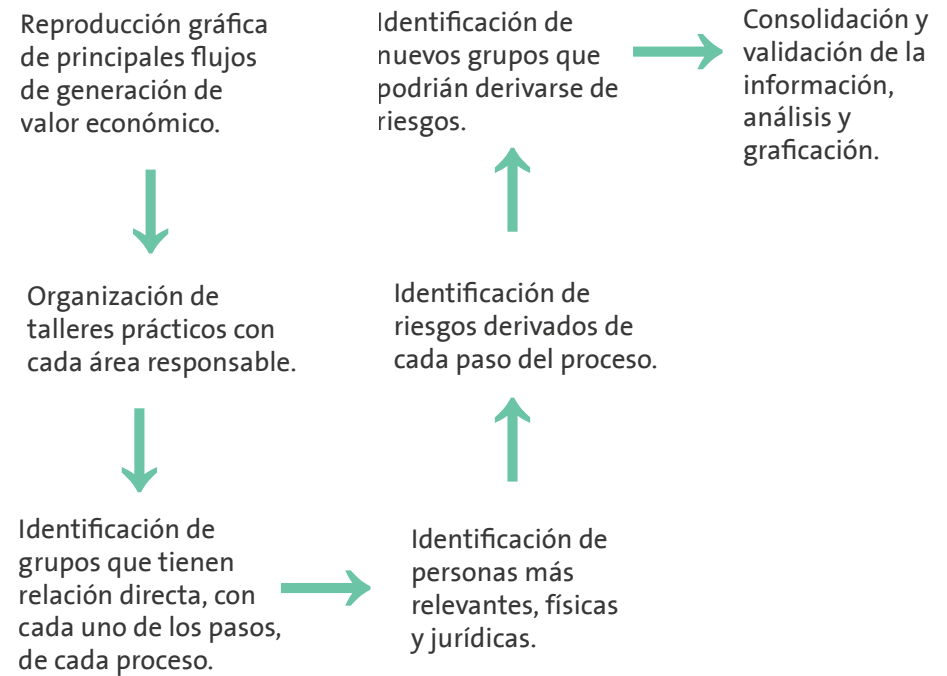 Reproducción gráfica
de principales flujos
de generación de
valor económico.
Organización de
talleres prácticos con
cada área responsable.
Identificación de
grupos que tienen
relación directa, con
cada uno de los pasos,
de cada proceso.
Identificación de
personas más
relevantes, físicas
y jurídicas.
Identificación de
riesgos derivados de
cada paso del proceso.
Identificación de
nuevos grupos que
podrián derivarse de
riesgos.
Consolidación y
validación de la
información,
análisis y
graficación.